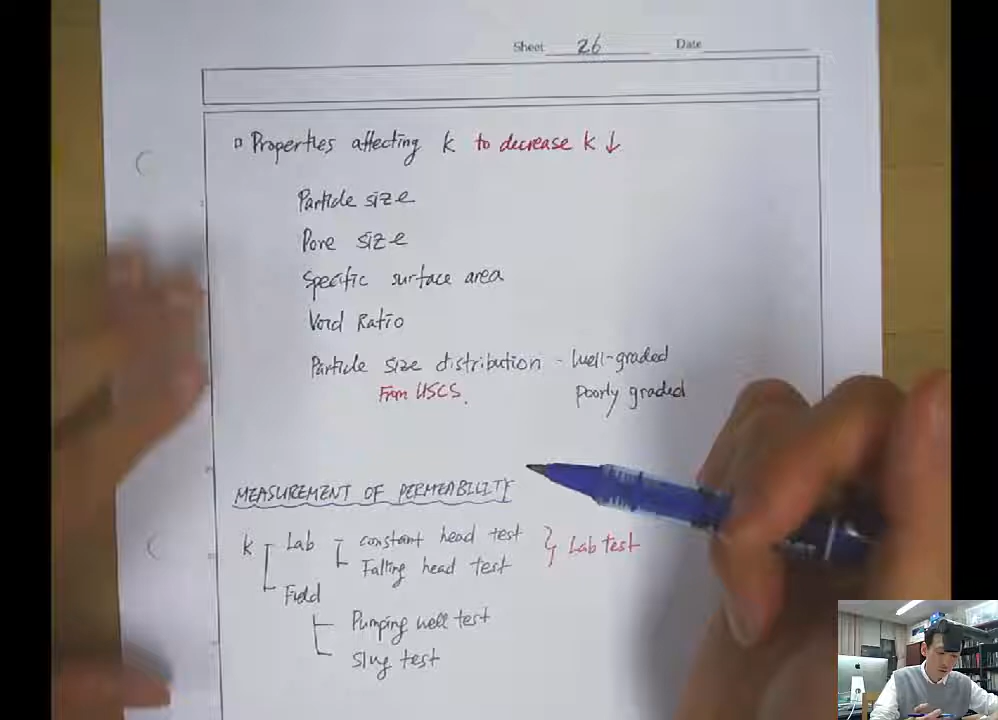 Sheet 26 Date
Properties affecting k to decrease k ↓
Particle size
Pore size
Specific surface area
Void Ratio
Particle size distribution - Well-graded
From USCS. Poorly graded
MEASUREMENT OF PERMEABILITY
k Lab constant head test } Lab test
Falling head test
Field
Pumping well test
Slug test